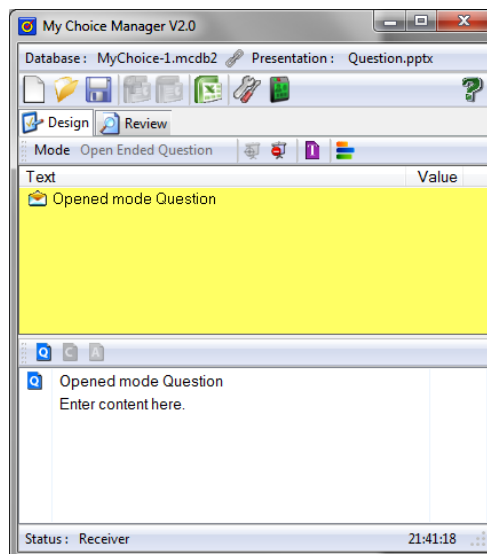 My Choice Manager V2.0
Database : MyChoice-1.mcdb2 Presentation : Question.pptx
Design Review
Mode Open Ended Question
Text Value
Opened mode Question
Q C A
Q Opened mode Question
Enter content here.
Status : Receiver 21:41:18